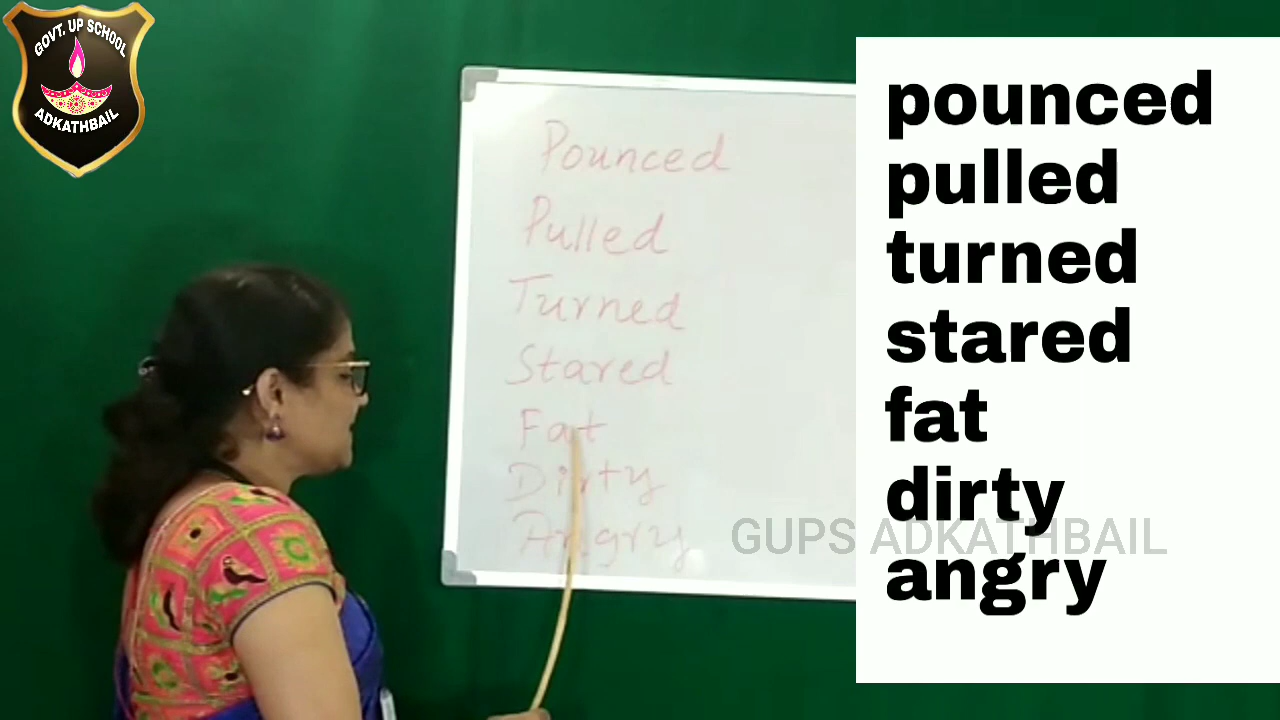 GOVT. UP SCHOOL
ADKATHBAIL
Pounced
Pulled
Turned
Stared
Fat
Dirty
Angry
pounced
pulled
turned
stared
fat
dirty
angry
GUPS ADKATHBAIL